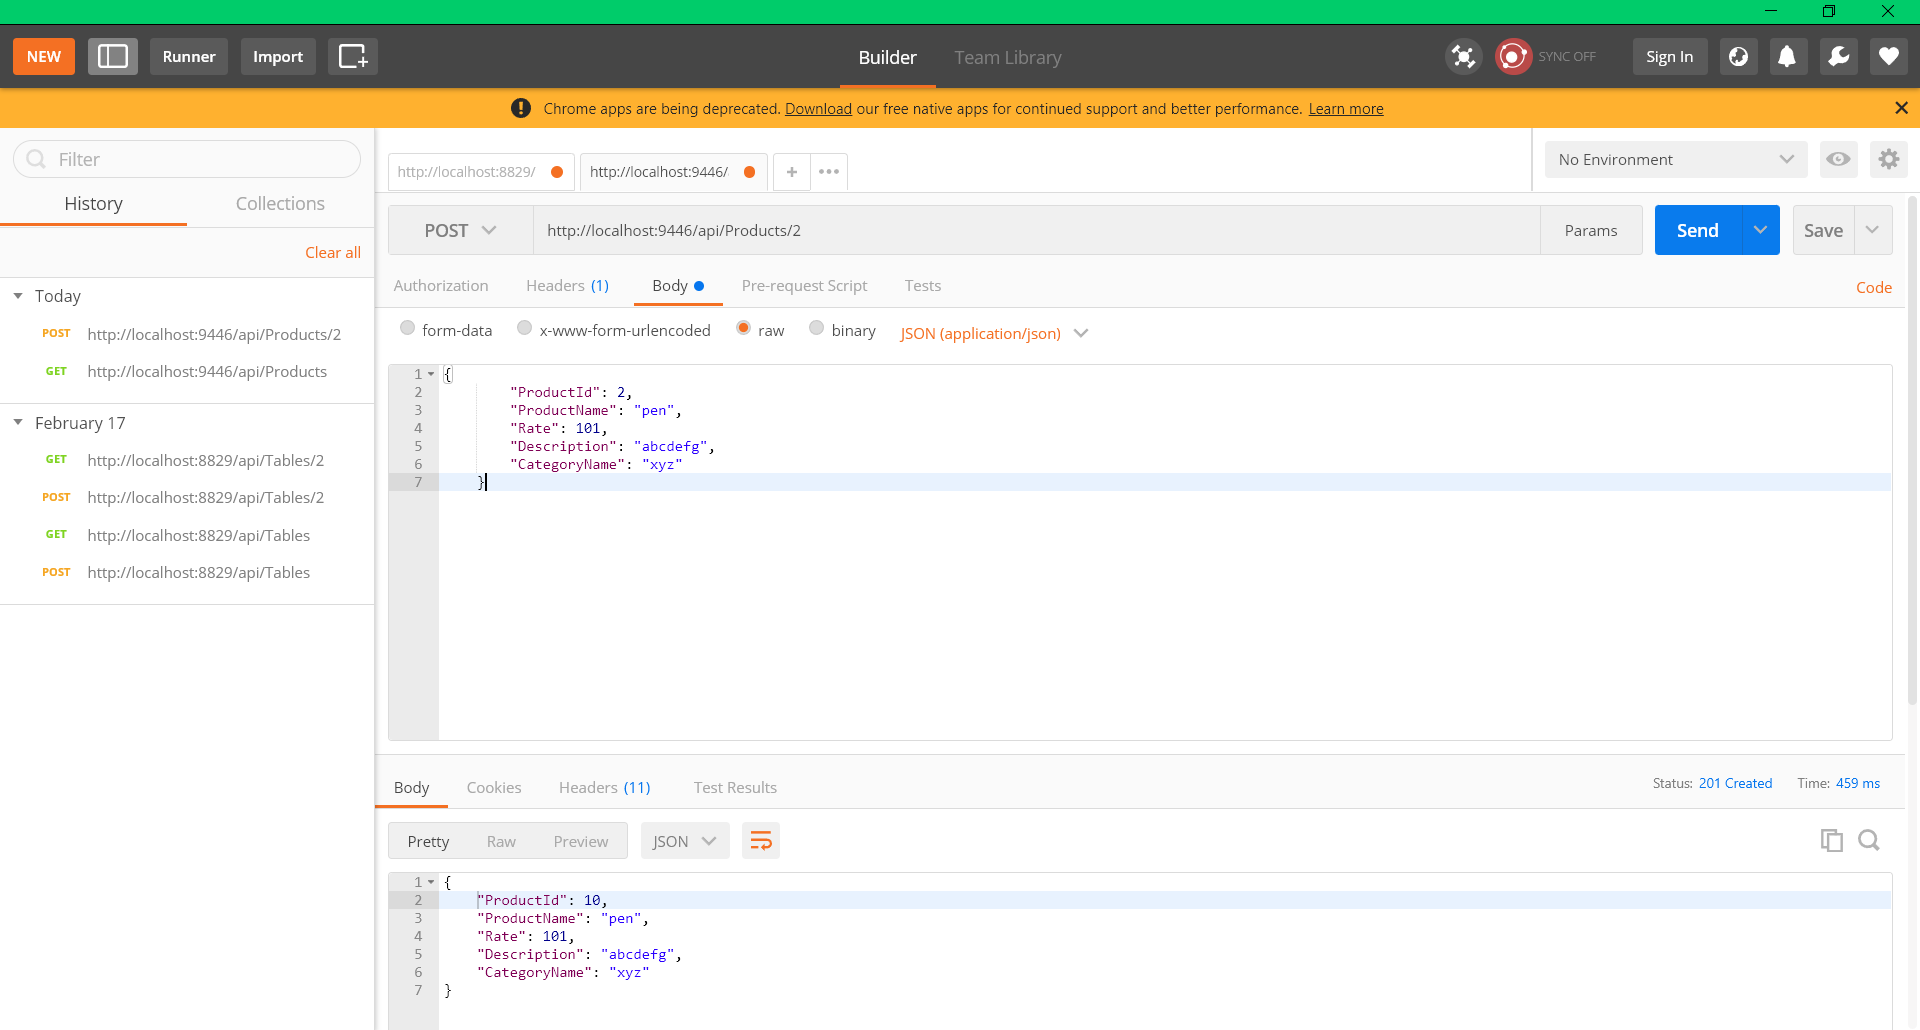 NEW Runner Import Builder Team Library SYNC OFF Sign In
Chrome apps are being deprecated. Download our free native apps for continued support and better performance. Learn more
Filter
History Collections
Clear all
Today
POST http://localhost:9446/api/Products/2
GET http://localhost:9446/api/Products
February 17
GET http://localhost:8829/api/Tables/2
POST http://localhost:8829/api/Tables/2
GET http://localhost:8829/api/Tables
POST http://localhost:8829/api/Tables
http://localhost:8829/ http://localhost:9446/ + •••
No Environment
POST http://localhost:9446/api/Products/2 Params Send Save
Authorization Headers (1) Body Pre-request Script Tests Code
form-data x-www-form-urlencoded raw binary JSON (application/json)
1 {
2 "ProductId": 2,
3 "ProductName": "pen",
4 "Rate": 101,
5 "Description": "abcdefg",
6 "CategoryName": "xyz"
7 }
Body Cookies Headers (11) Test Results Status: 201 Created Time: 459 ms
Pretty Raw Preview JSON
1 {
2 "ProductId": 10,
3 "ProductName": "pen",
4 "Rate": 101,
5 "Description": "abcdefg",
6 "CategoryName": "xyz"
7 }